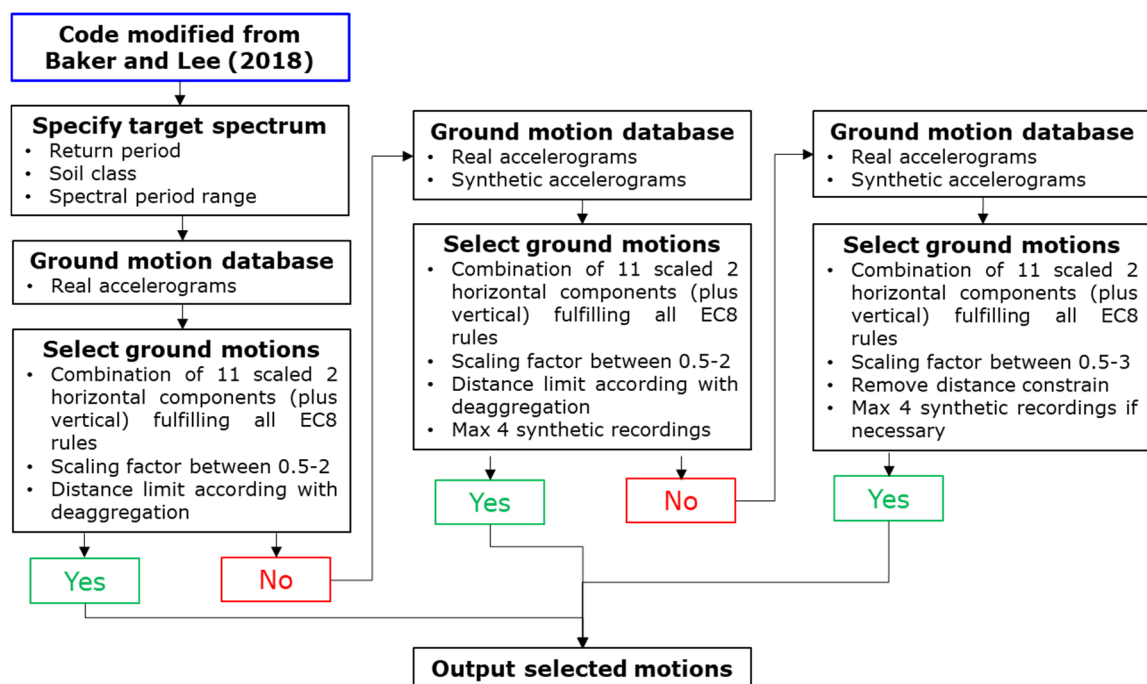 Code modified from
Baker and Lee (2018)
Specify target spectrum
• Return period
• Soil class
• Spectral period range
Ground motion database
• Real accelerograms
Select ground motions
• Combination of 11 scaled 2
horizontal components (plus
vertical) fulfilling all EC8
rules
• Scaling factor between 0.5-2
• Distance limit according with
deaggregation
Yes
No
Ground motion database
• Real accelerograms
• Synthetic accelerograms
Select ground motions
• Combination of 11 scaled 2
horizontal components (plus
vertical) fulfilling all EC8
rules
• Scaling factor between 0.5-2
• Distance limit according with
deaggregation
• Max 4 synthetic recordings
Yes
No
Ground motion database
• Real accelerograms
• Synthetic accelerograms
Select ground motions
• Combination of 11 scaled 2
horizontal components (plus
vertical) fulfilling all EC8
rules
• Scaling factor between 0.5-3
• Remove distance constrain
• Max 4 synthetic recordings if
necessary
Yes
Output selected motions